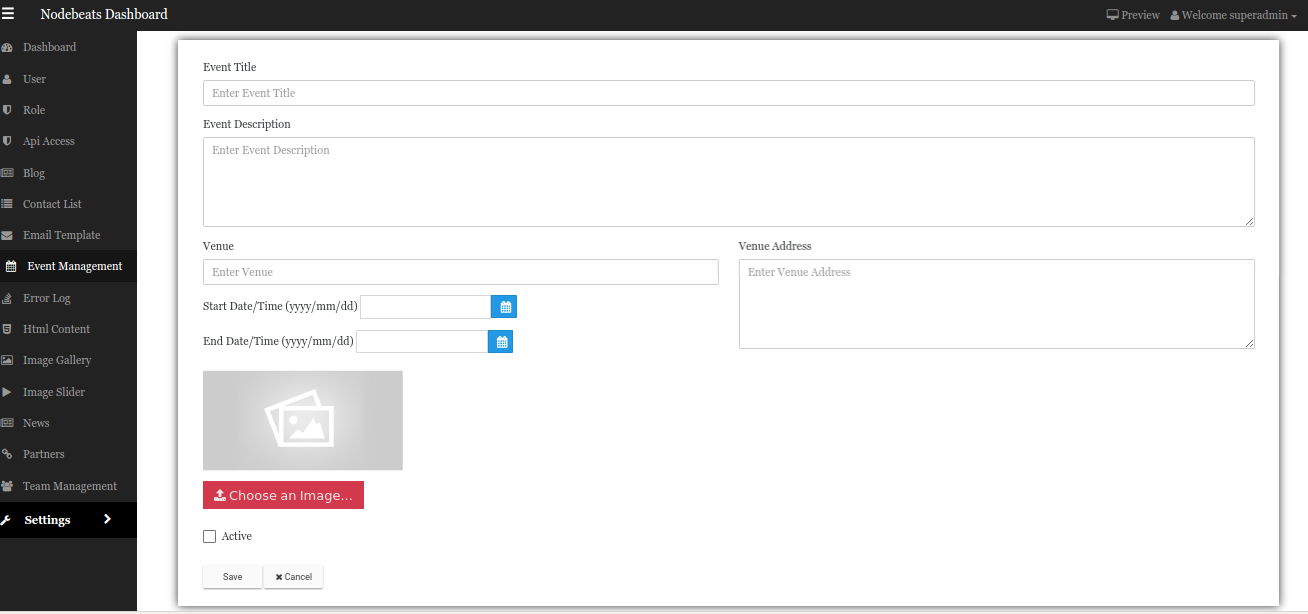 Nodebeats Dashboard
Preview
Welcome superadmin
Dashboard
User
Role
Api Access
Blog
Contact List
Email Template
Event Management
Error Log
Html Content
Image Gallery
Image Slider
News
Partners
Team Management
Settings
Event Title
Enter Event Title
Event Description
Enter Event Description
Venue
Enter Venue
Venue Address
Enter Venue Address
Start Date/Time (yyyy/mm/dd)
End Date/Time (yyyy/mm/dd)
Choose an Image...
Active
Save
Cancel